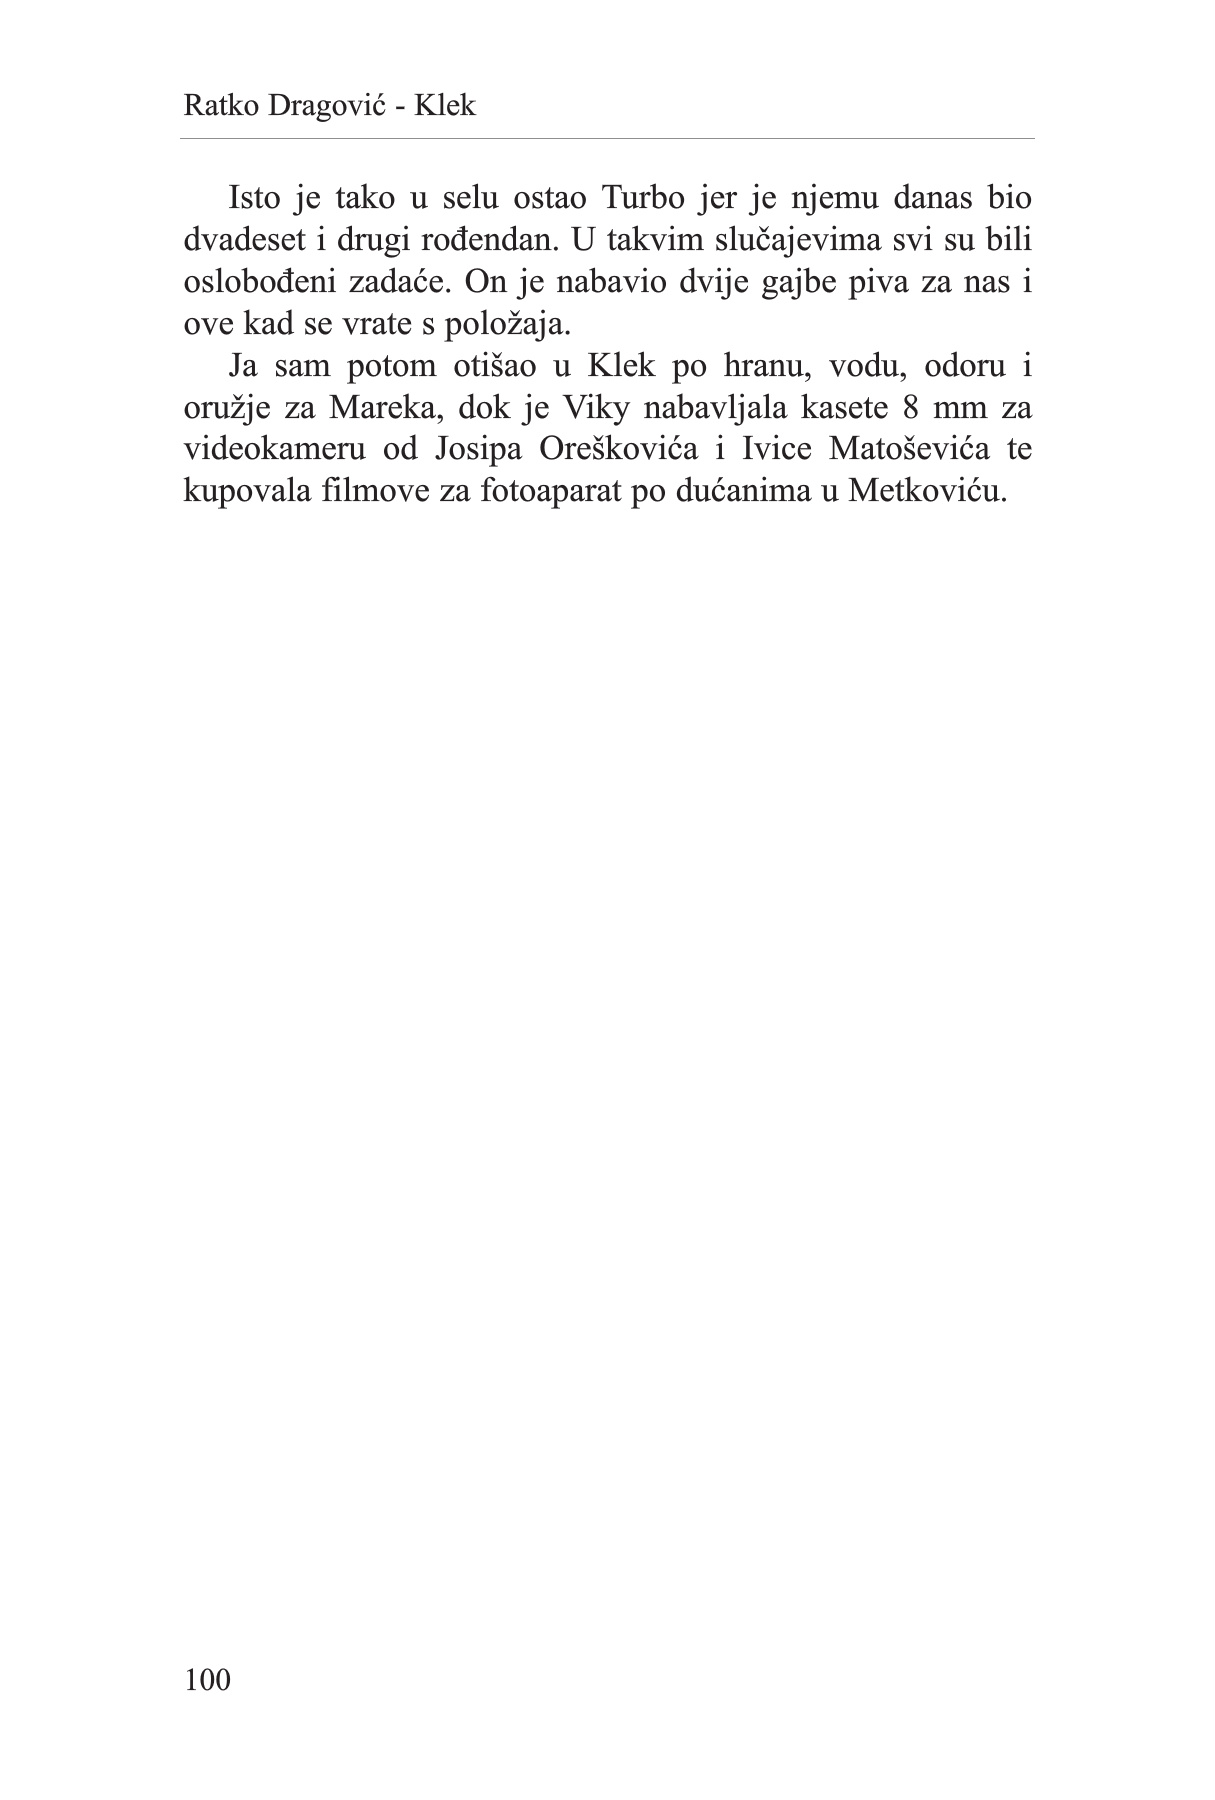 Ratko Dragović - Klek
Isto je tako u selu ostao Turbo jer je njemu danas bio
dvadeset i drugi rođendan. U takvim slučajevima svi su bili
oslobođeni zadaće. On je nabavio dvije gajbe piva za nas i
ove kad se vrate s položaja.
Ja sam potom otišao u Klek po hranu, vodu, odoru i
oružje za Mareka, dok je Viky nabavljala kasete 8 mm za
videokameru od Josipa Oreškovića i Ivice Matoševića te
kupovala filmove za fotoaparat po dućanima u Metkoviću.
100